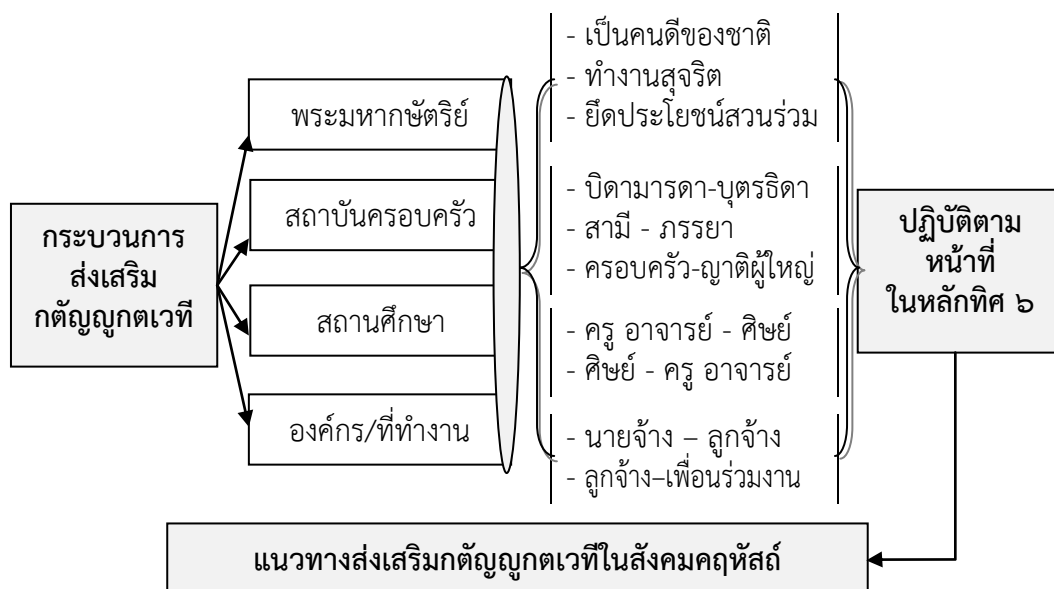 กระบวนการ
ส่งเสริม
กตัญญูกตเวที
พระมหากษัตริย์
สถาบันครอบครัว
สถานศึกษา
องค์กร/ที่ทำงาน
- เป็นคนดีของชาติ
- ทำงานสุจริต
- ยึดประโยชน์สวนร่วม
- บิดามารดา-บุตรธิดา
- สามี - ภรรยา
- ครอบครัว-ญาติผู้ใหญ่
- ครู อาจารย์ - ศิษย์
- ศิษย์ - ครู อาจารย์
- นายจ้าง – ลูกจ้าง
- ลูกจ้าง–เพื่อนร่วมงาน
ปฏิบัติตาม
หน้าที่
ในหลักทิศ ๖
แนวทางส่งเสริมกตัญญูกตเวทีในสังคมคฤหัสถ์